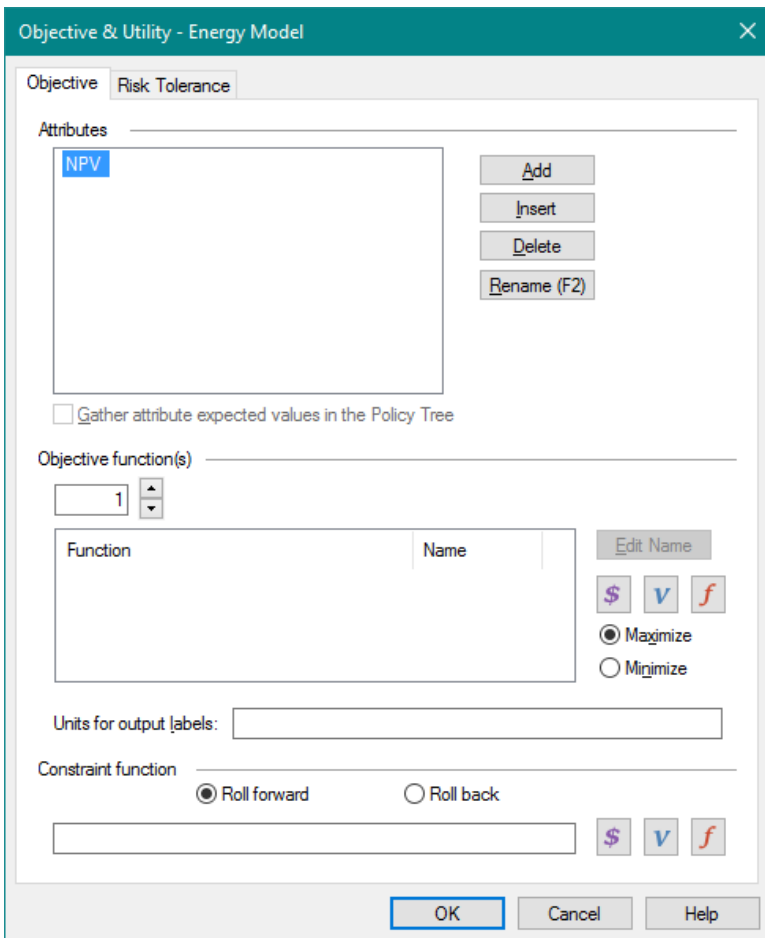 Objective & Utility - Energy Model
Objective Risk Tolerance
Attributes
NPV
Add
Insert
Delete
Rename (F2)
Gather attribute expected values in the Policy Tree
Objective function(s)
1
Function Name
Edit Name
$ V f
Maximize
Minimize
Units for output labels:
Constraint function
Roll forward Roll back
$ V f
OK Cancel Help